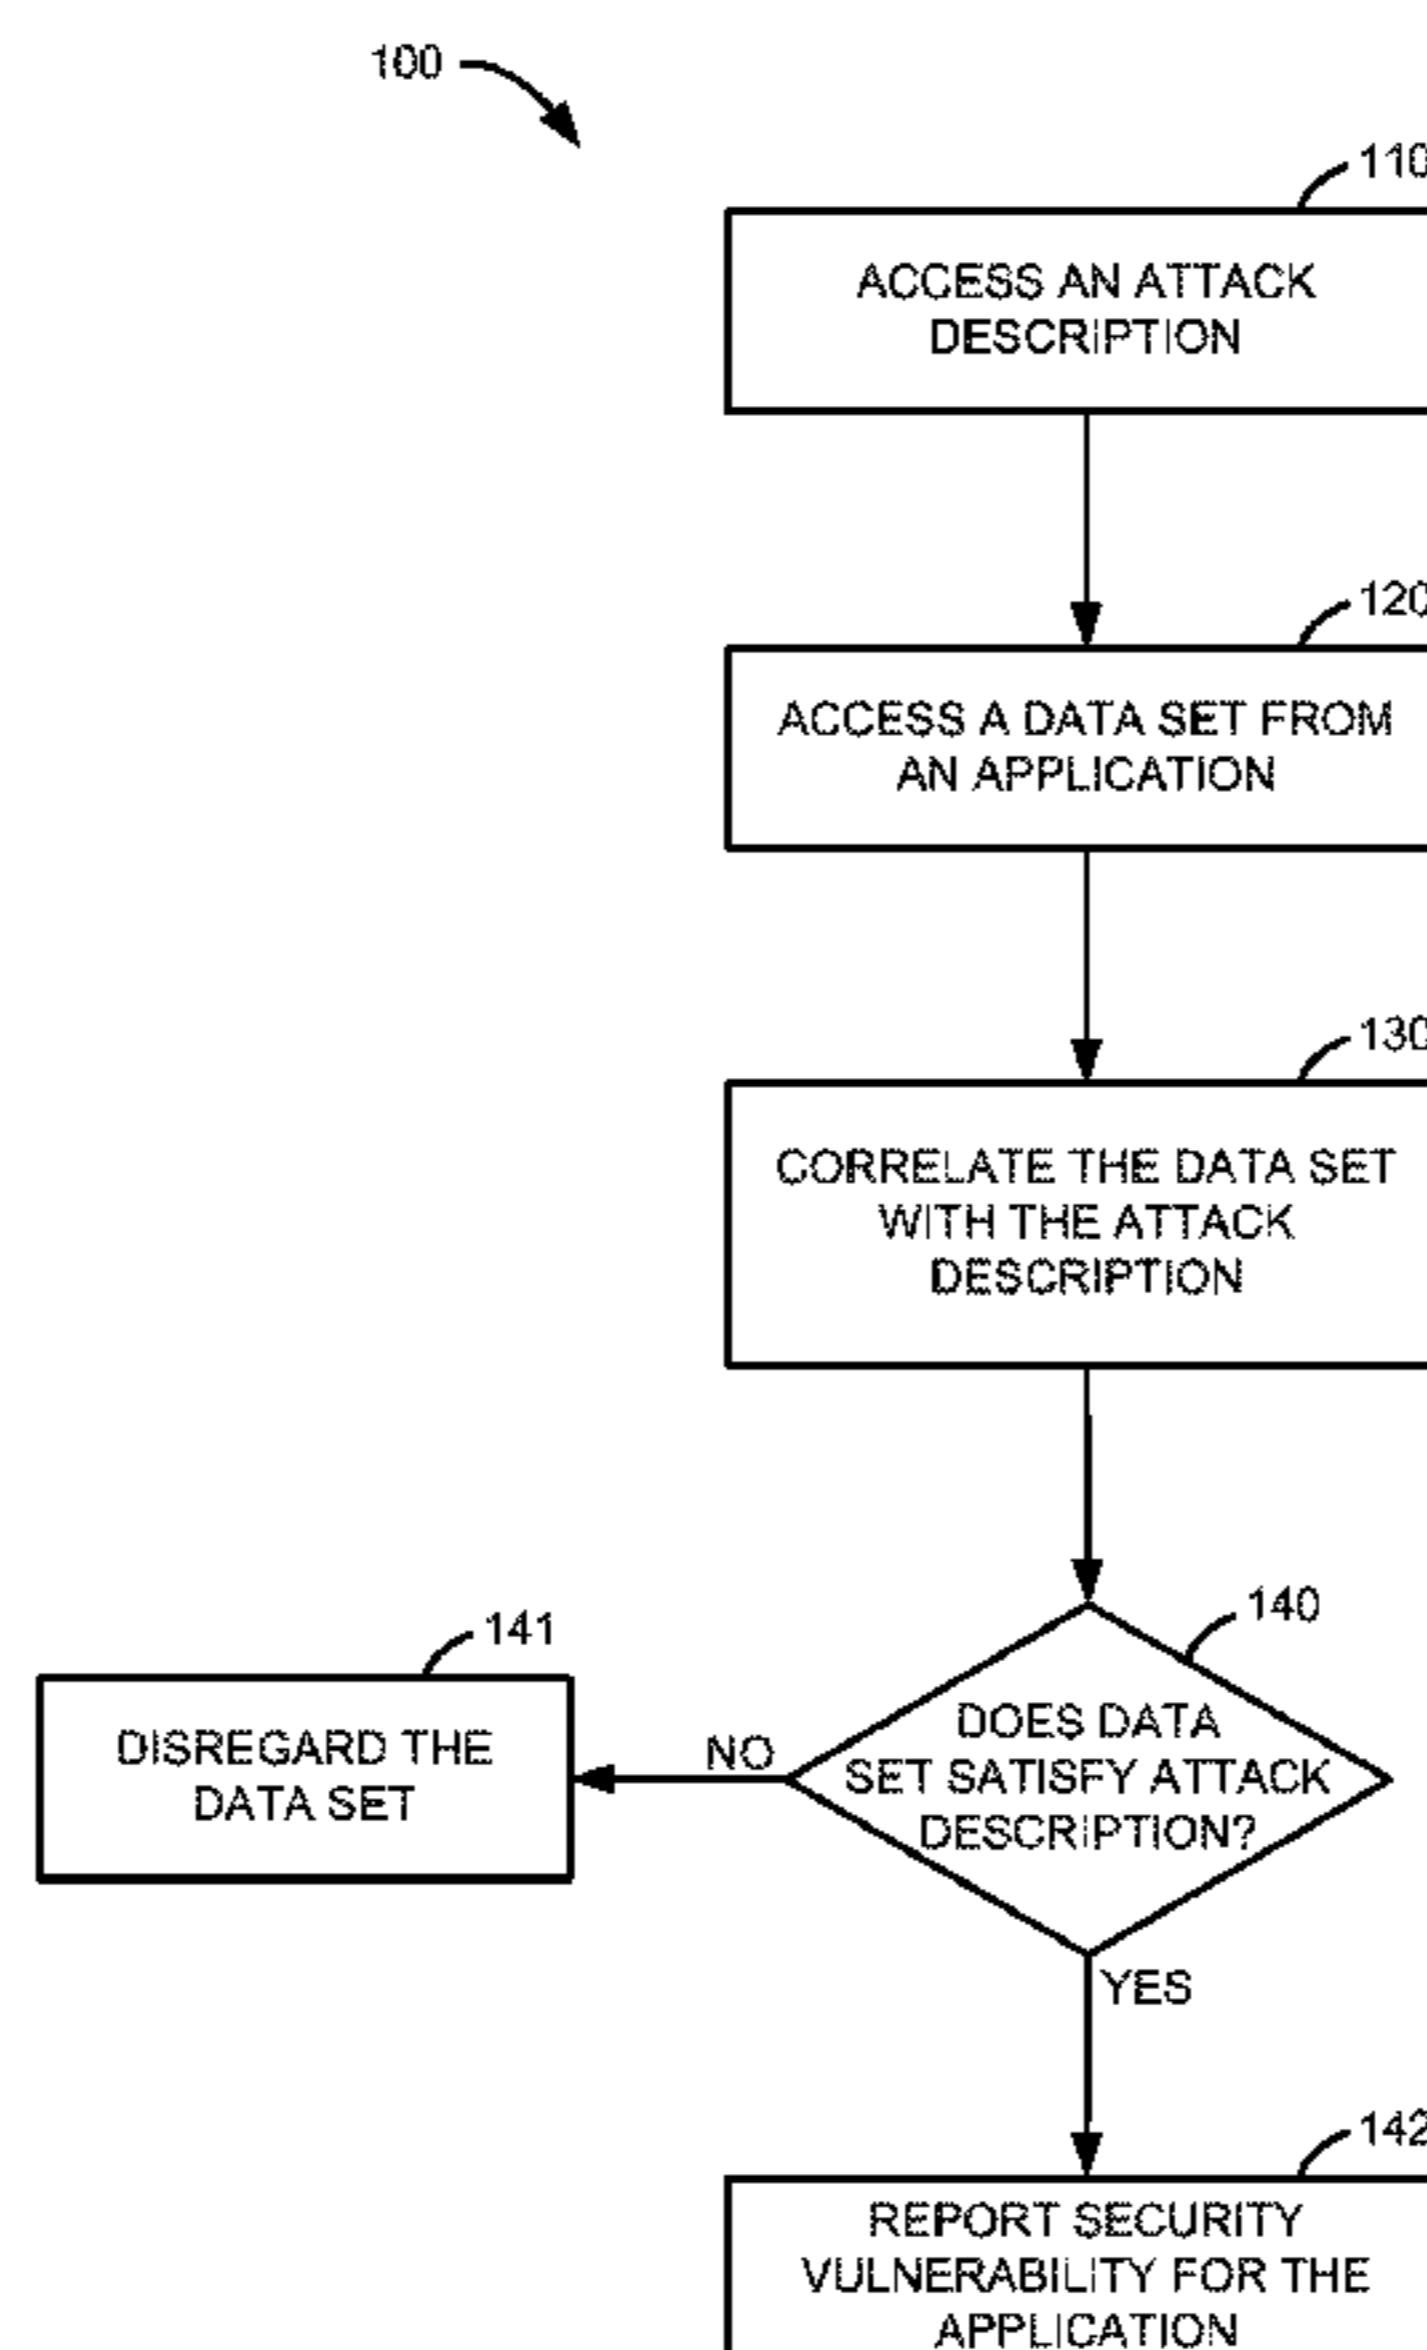 100
110
ACCESS AN ATTACK
DESCRIPTION
120
ACCESS A DATA SET FROM
AN APPLICATION
130
CORRELATE THE DATA SET
WITH THE ATTACK
DESCRIPTION
140
DOES DATA
SET SATISFY ATTACK
DESCRIPTION?
NO
141
DISREGARD THE
DATA SET
YES
142
REPORT SECURITY
VULNERABILITY FOR THE
APPLICATION